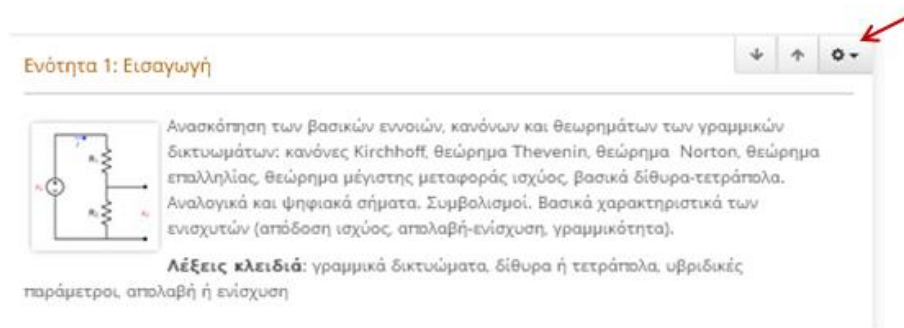 Ενότητα 1: Εισαγωγή
Ανασκόπηση των βασικών εννοιών, κανόνων και θεωρημάτων των γραμμικών
δικτυωμάτων: κανόνες Kirchhoff, θεώρημα Thevenin, θεώρημα Norton, θεώρημα
επαλληλίας, θεώρημα μέγιστης μεταφοράς ισχύος, βασικά δίθυρα-τετράπολα.
Αναλογικά και ψηφιακά σήματα. Συμβολισμοί. Βασικά χαρακτηριστικά των
ενισχυτών (απόδοση ισχύος, απολαβή-ενίσχυση, γραμμικότητα).
Λέξεις κλειδιά: γραμμικά δικτυώματα, δίθυρα ή τετράπολα, υβριδικές
παράμετροι, απολαβή ή ενίσχυση